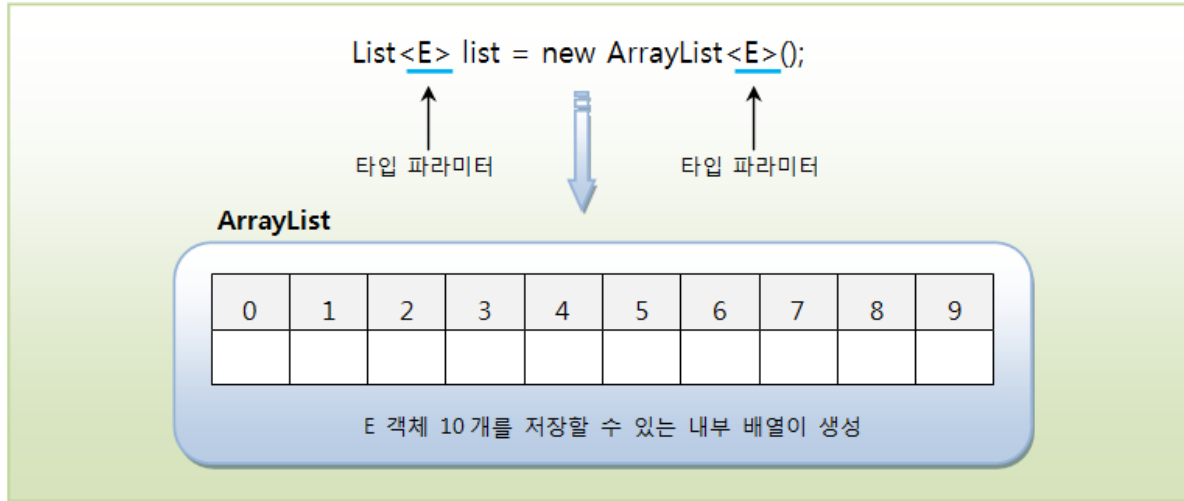 List<E> list = new ArrayList<E>();
타입 파라미터 타입 파라미터
ArrayList
0 1 2 3 4 5 6 7 8 9
E 객체 10개를 저장할 수 있는 내부 배열이 생성